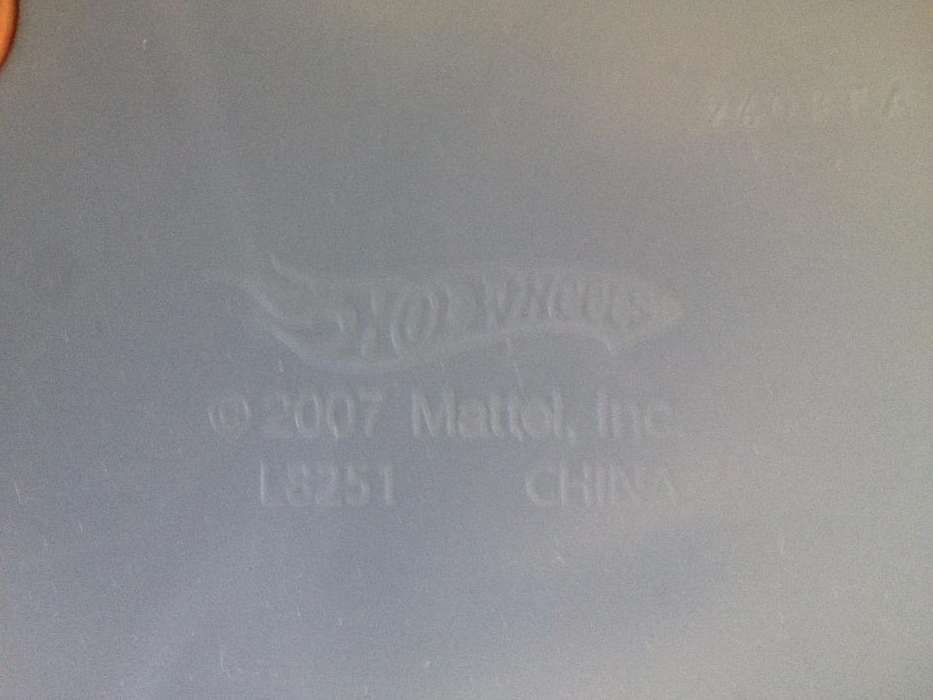 HOT WHEELS
© 2007 Mattel, Inc.
L8251 CHINA